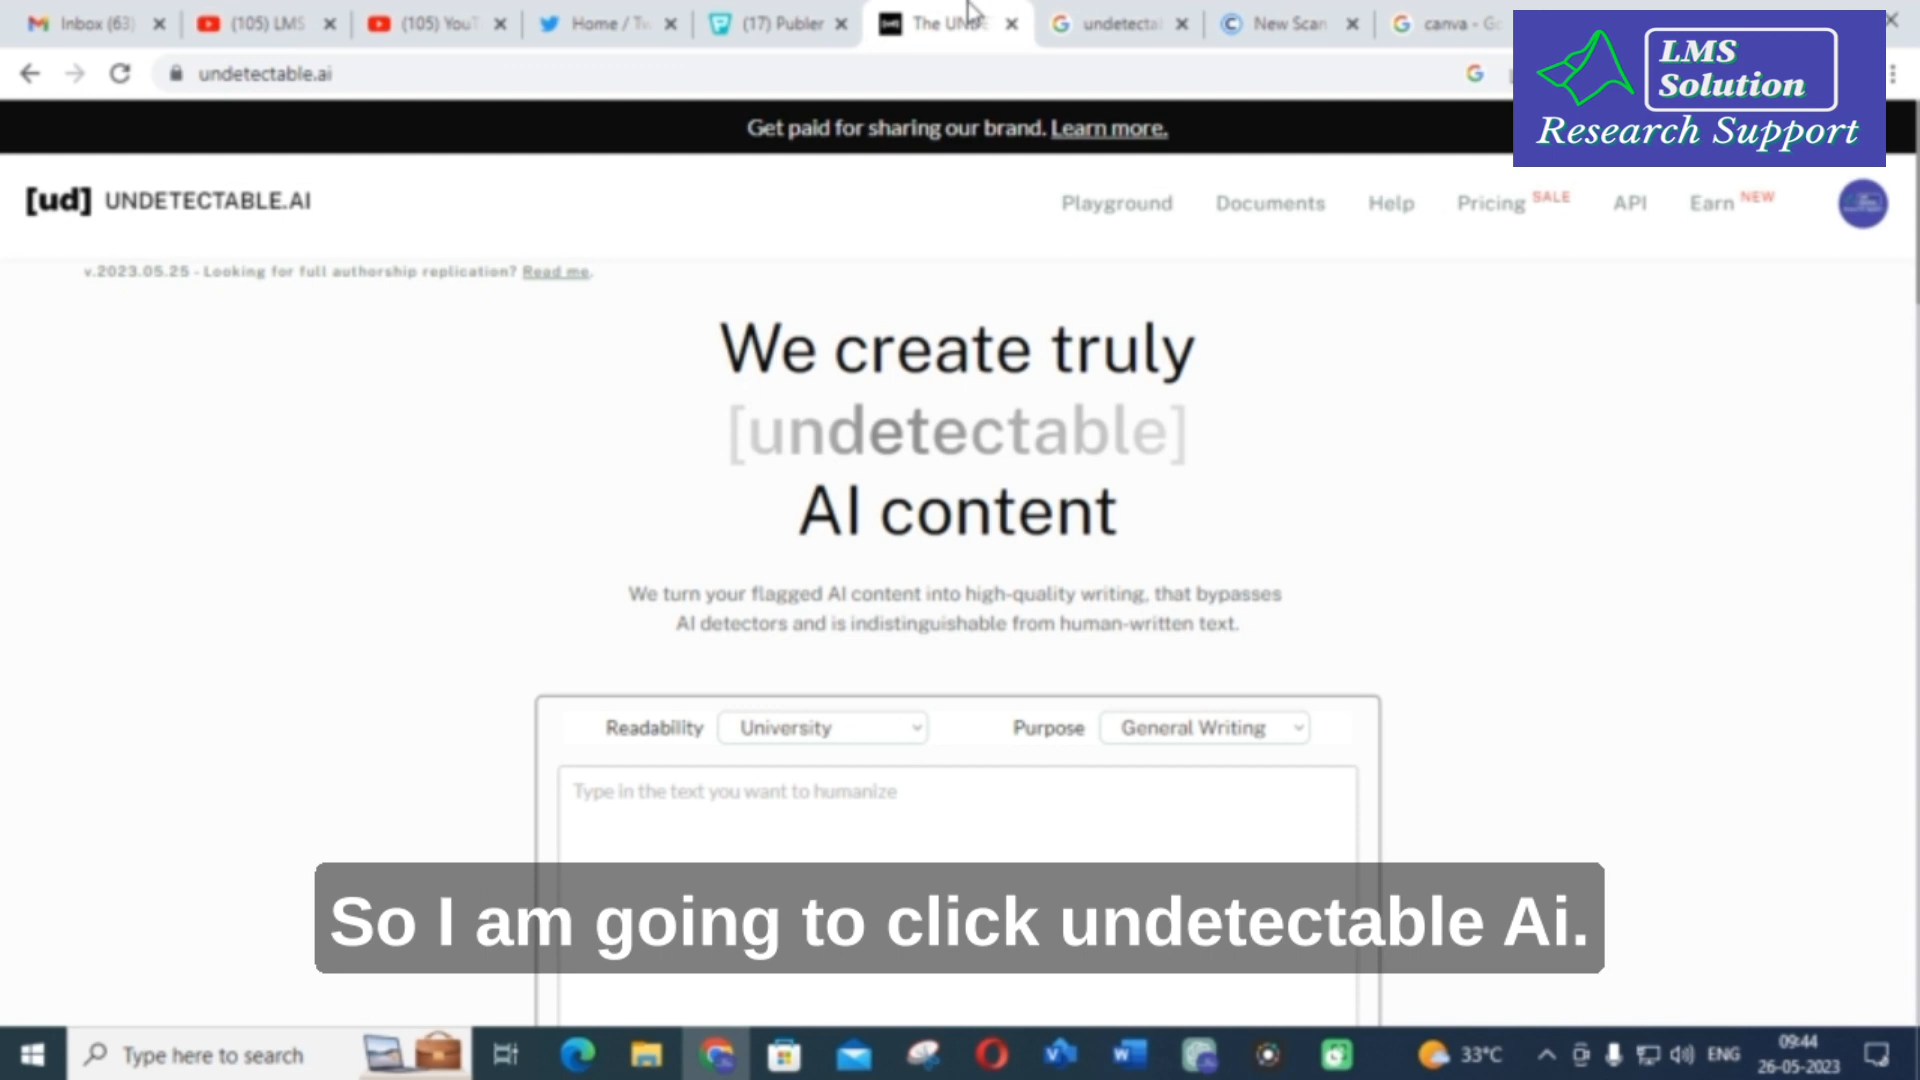 Inbox (63)
(105) LMS
(105) YouT
Home / Tw
(17) Publer
The UNDE
undetectal
New Scan
canva - Go
undetectable.ai
LMS
Solution
Research Support
Get paid for sharing our brand. Learn more.
[ud] UNDETECTABLE.AI
Playground
Documents
Help
Pricing SALE
API
Earn NEW
v.2023.05.25 - Looking for full authorship replication? Read me.
We create truly
[undetectable]
AI content
We turn your flagged AI content into high-quality writing, that bypasses
AI detectors and is indistinguishable from human-written text.
Readability University
Purpose General Writing
Type in the text you want to humanize
So I am going to click undetectable Ai.
Type here to search
33°C
ENG
09:44
26-05-2023